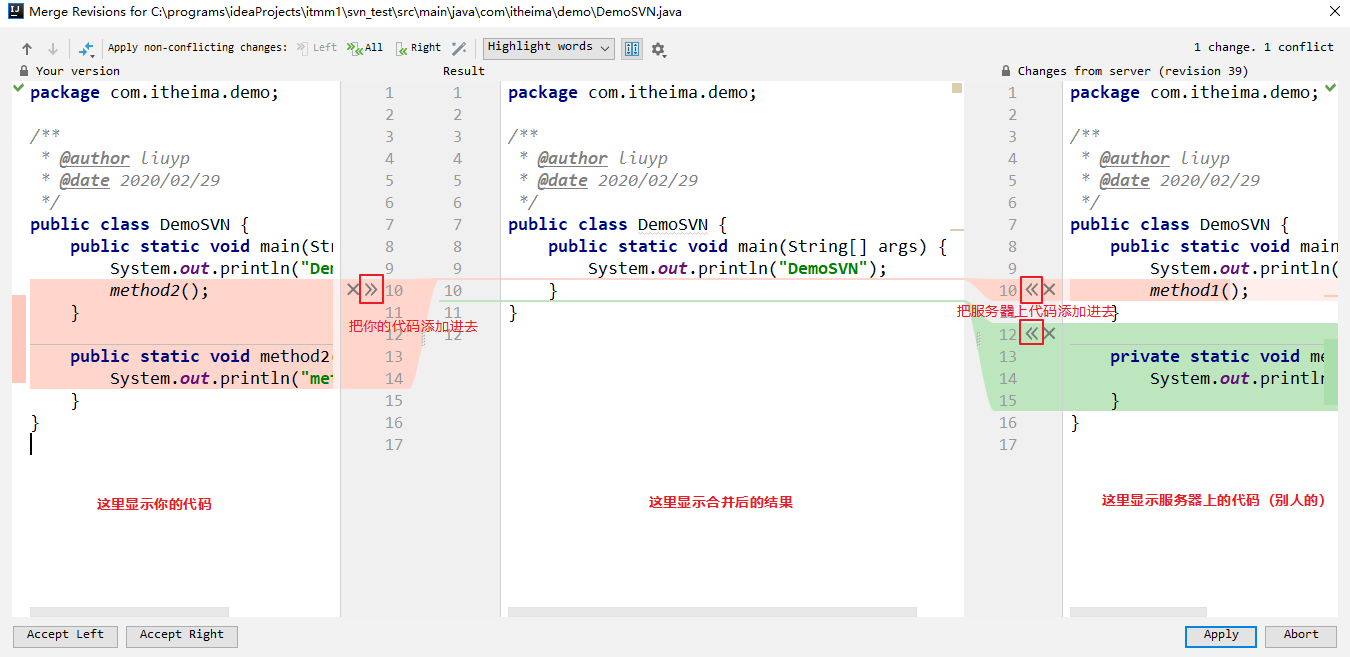 Merge Revisions for C:\programs\ideaProjects\itmm1\svn_test\src\main\java\com\itheima\demo\DemoSVN.java
Apply non-conflicting changes: Left All Right Highlight words 1 change. 1 conflict
Your version Result Changes from server (revision 39)
package com.itheima.demo; 1 1 package com.itheima.demo; 1 package com.itheima.demo;
2 2 2
/** 3 3 /** 3 /**
* @author liuyp 4 4 * @author liuyp 4 * @author liuyp
* @date 2020/02/29 5 5 * @date 2020/02/29 5 * @date 2020/02/29
*/ 6 6 */ 6 */
public class DemoSVN { 7 7 public class DemoSVN { 7 public class DemoSVN {
public static void main(Str 8 8 public static void main(String[] args) { 8 public static void main
System.out.println("Dem 9 9 System.out.println("DemoSVN"); 9 System.out.println(
method2(); 10 10 } 10 method1();
} 11 11 } }
把你的代码添加进去 把服务器上代码添加进去
12 12 12
public static void method2( 13 13 private static void me
System.out.println("met 14 14 System.out.println
} 15 15 }
} 16 16 }
17 17
这里显示你的代码 这里显示合并后的结果 这里显示服务器上的代码（别人的）
Accept Left Accept Right Apply Abort